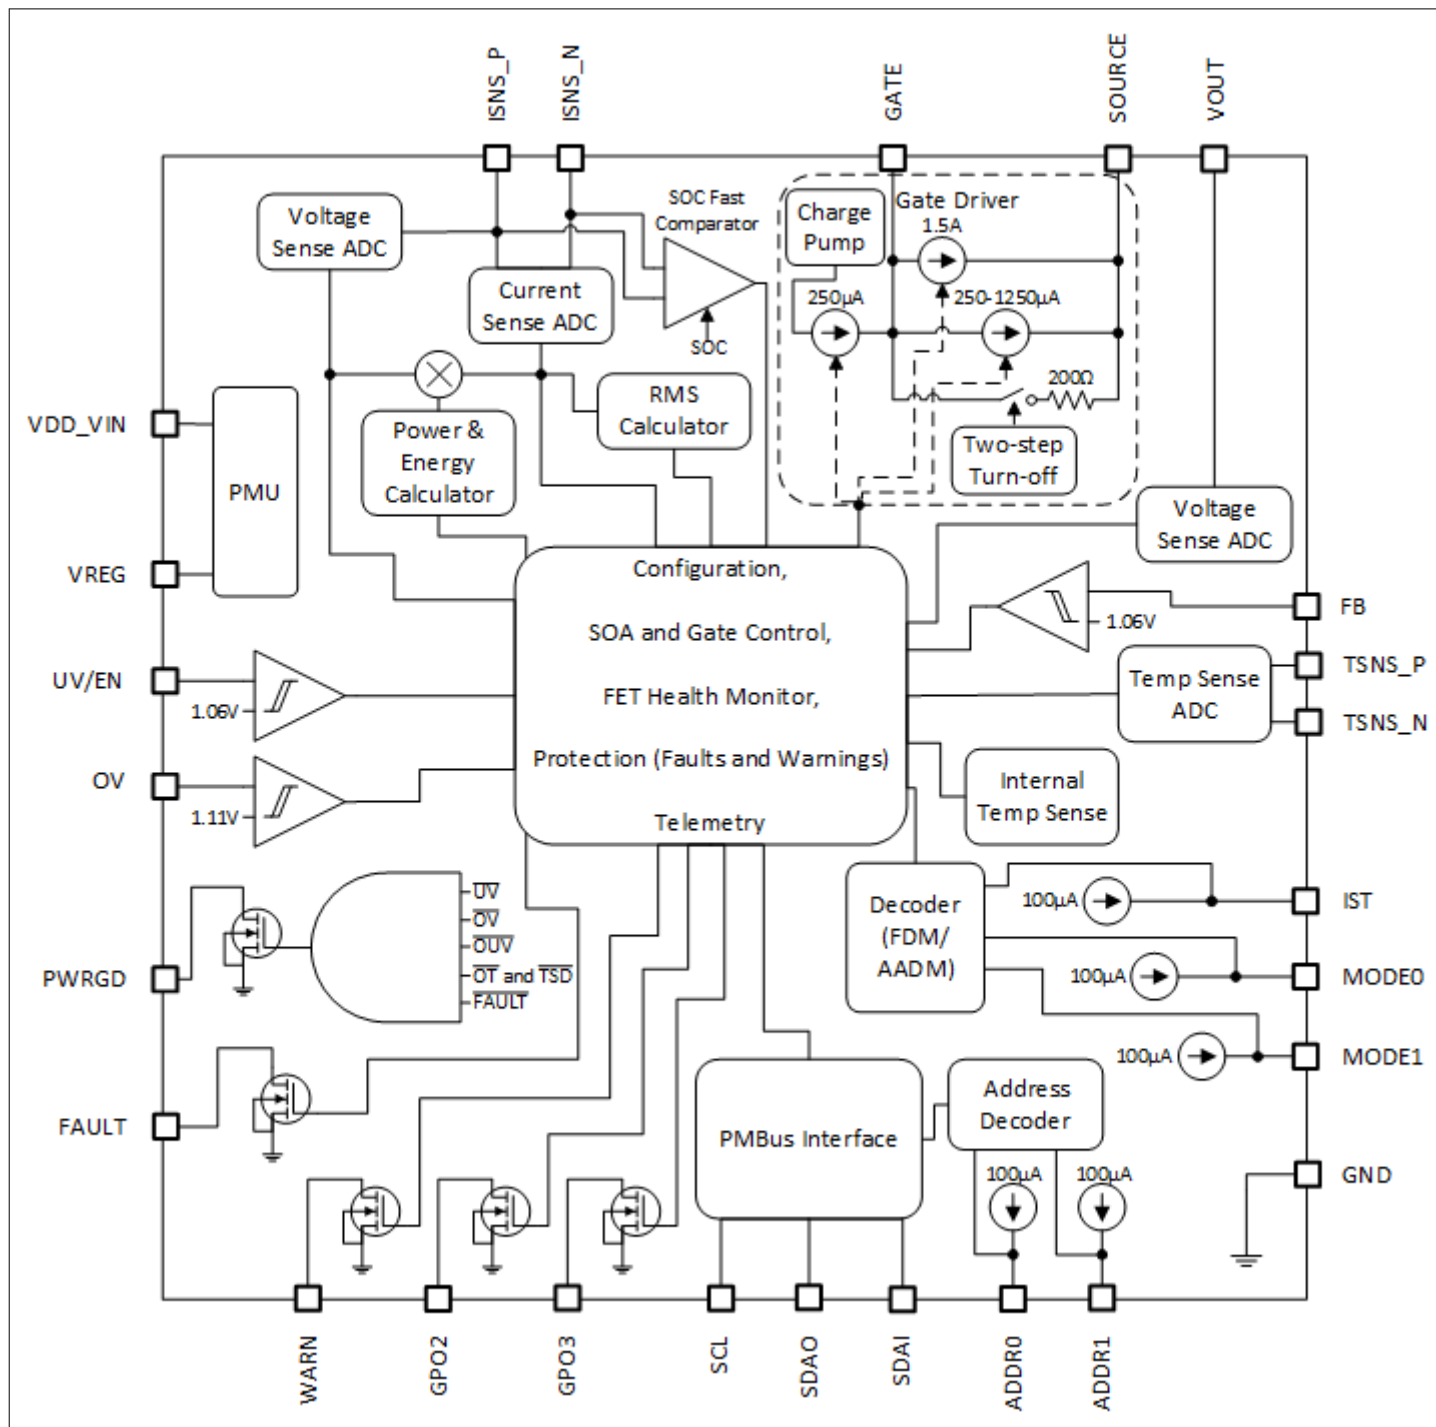 ISNS_P
ISNS_N
GATE
SOURCE
VOUT
Voltage
Sense ADC
SOC Fast
Comparator
Charge
Pump
Gate Driver
1.5A
Current
Sense ADC
250µA
250-1250µA
SOC
200Ω
RMS
Calculator
VDD_VIN
Power &
Energy
Calculator
Two-step
Turn-off
PMU
Voltage
Sense ADC
VREG
Configuration,
SOA and Gate Control,
FET Health Monitor,
Protection (Faults and Warnings)
Telemetry
FB
1.06V
UV/EN
1.06V
TSNS_P
Temp Sense
ADC
TSNS_N
OV
1.11V
Internal
Temp Sense
UV
OV
OUV
OT and TSD
FAULT
PWRGD
Decoder
(FDM/
AADM)
100µA
IST
100µA
MODE0
100µA
MODE1
FAULT
PMBus Interface
Address
Decoder
100µA
100µA
GND
WARN
GPO2
GPO3
SCL
SDAO
SDAI
ADDR0
ADDR1